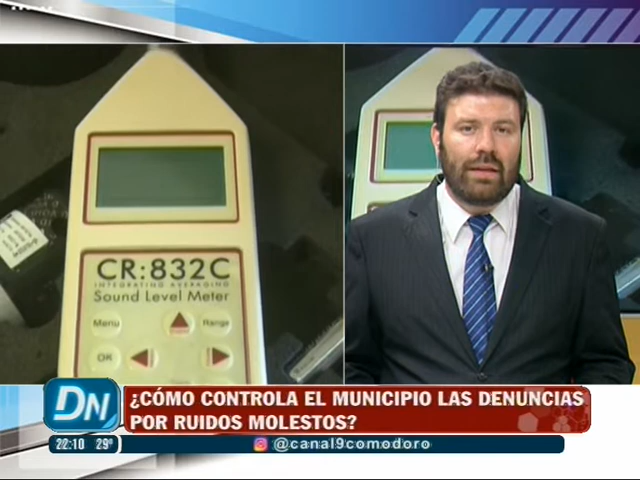 CR:832C
INTEGRATING AVERAGING
Sound Level Meter
Menu
Range
OK
DN
¿CÓMO CONTROLA EL MUNICIPIO LAS DENUNCIAS
POR RUIDOS MOLESTOS?
22:10 29°
@canal9comodoro